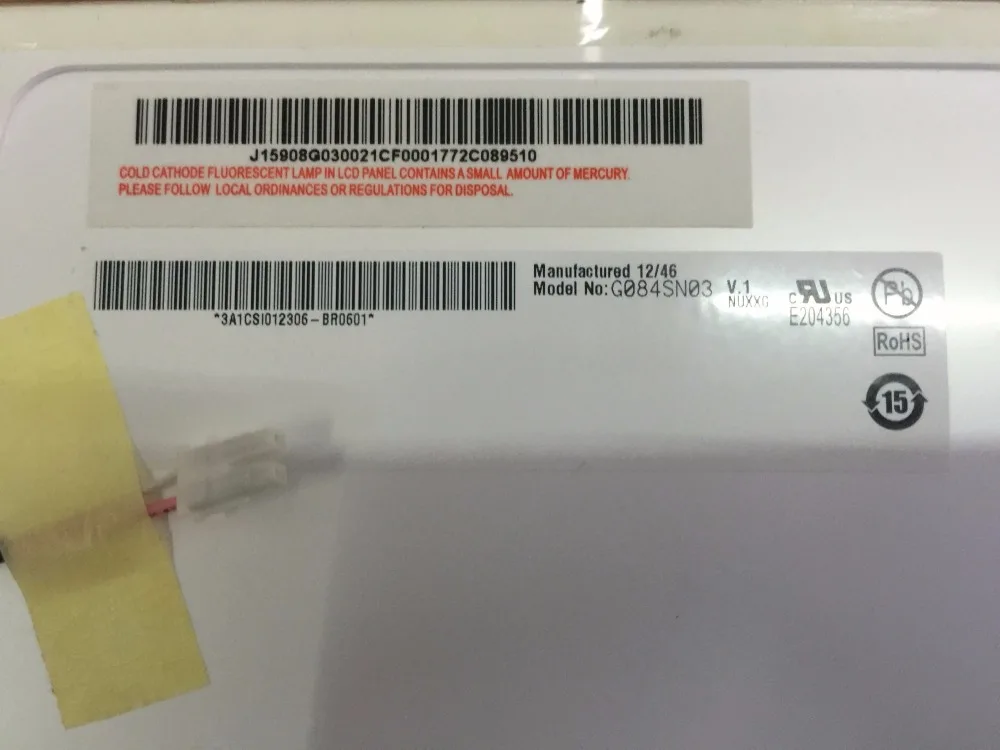 J15908G030021CF0001772C089510
COLD CATHODE FLUORESCENT LAMP IN LCD PANEL CONTAINS A SMALL AMOUNT OF MERCURY.
PLEASE FOLLOW LOCAL ORDINANCES OR REGULATIONS FOR DISPOSAL.
Manufactured 12/46
Model No:G084SN03 V.1
NUXXG
c RU US
E204356
Pb
*3A1CSI012306-BR0601*
RoHS
15